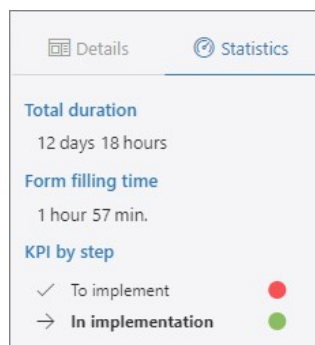 Details Statistics
Total duration
12 days 18 hours
Form filling time
1 hour 57 min.
KPI by step
To implement
In implementation